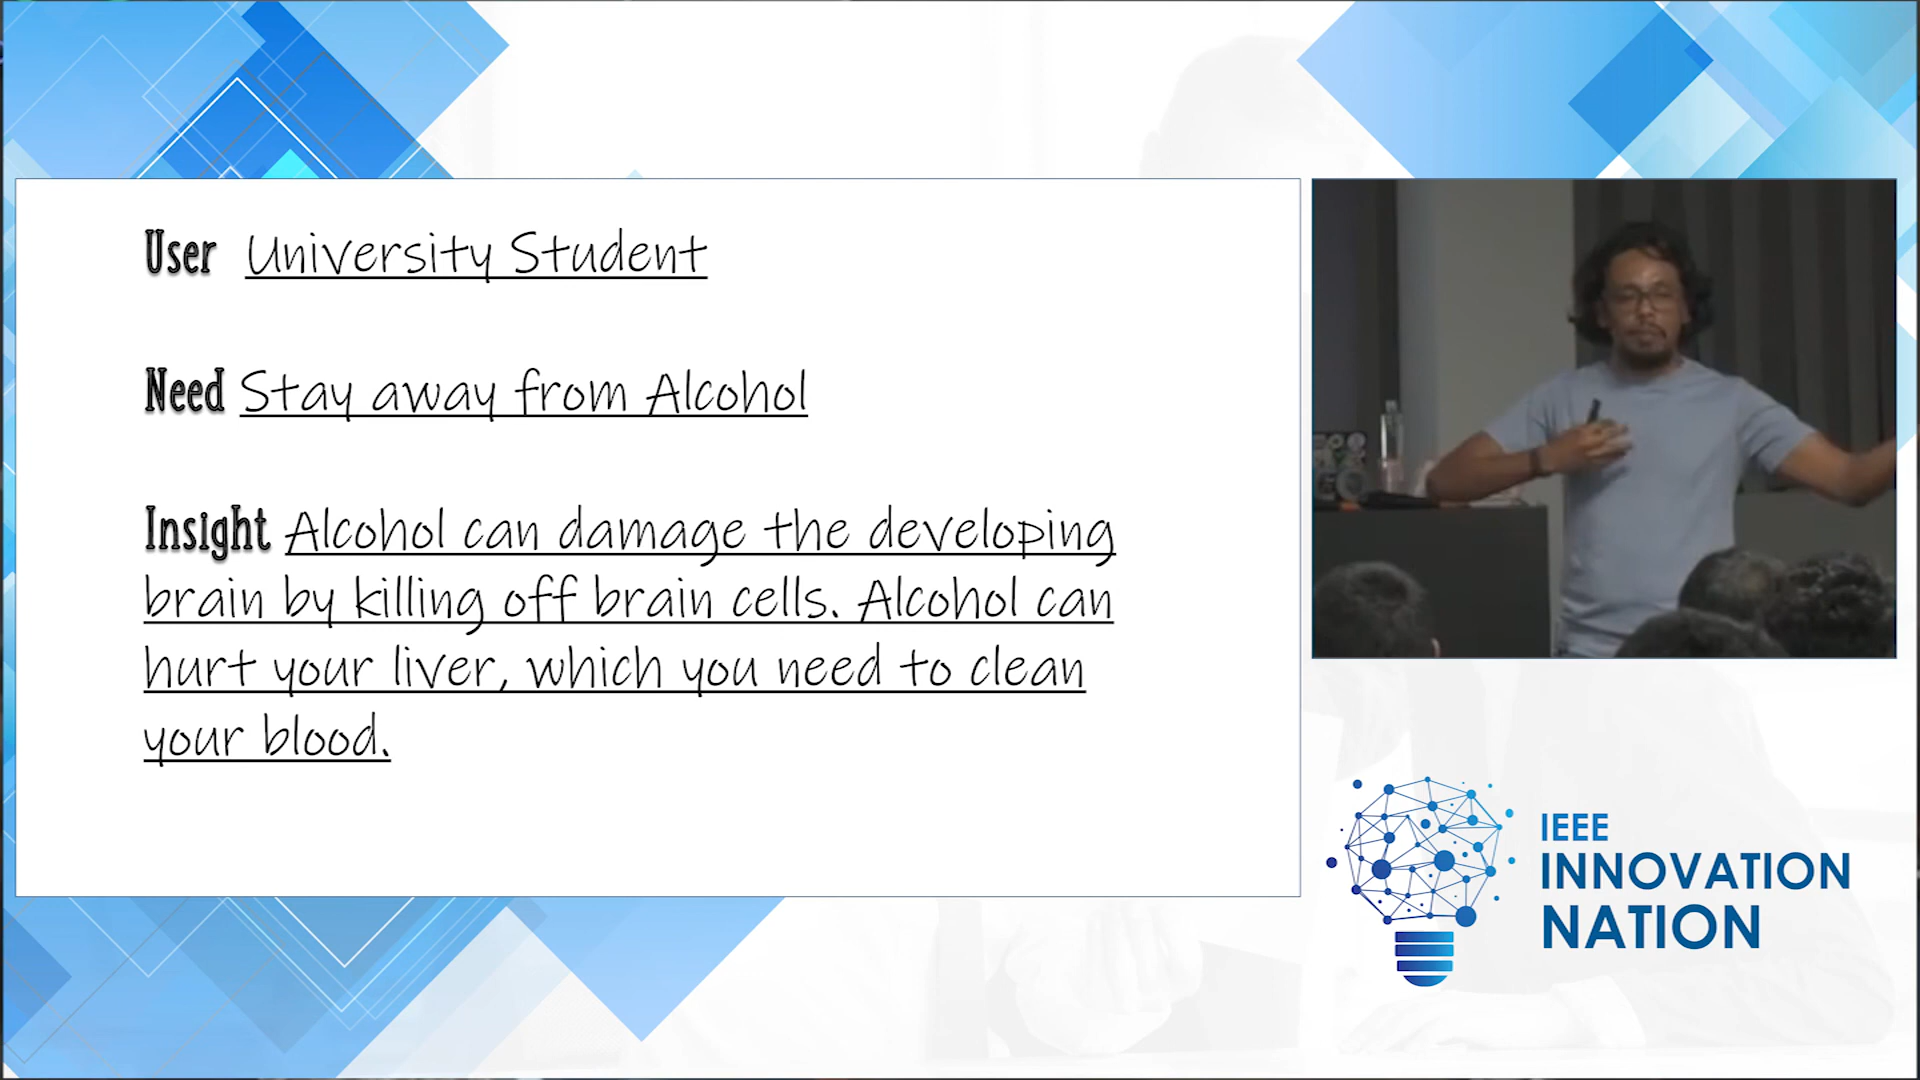 User University Student
Need Stay away from Alcohol
Insight Alcohol can damage the developing
brain by killing off brain cells. Alcohol can
hurt your liver, which you need to clean
your blood.
IEEE
INNOVATION
NATION